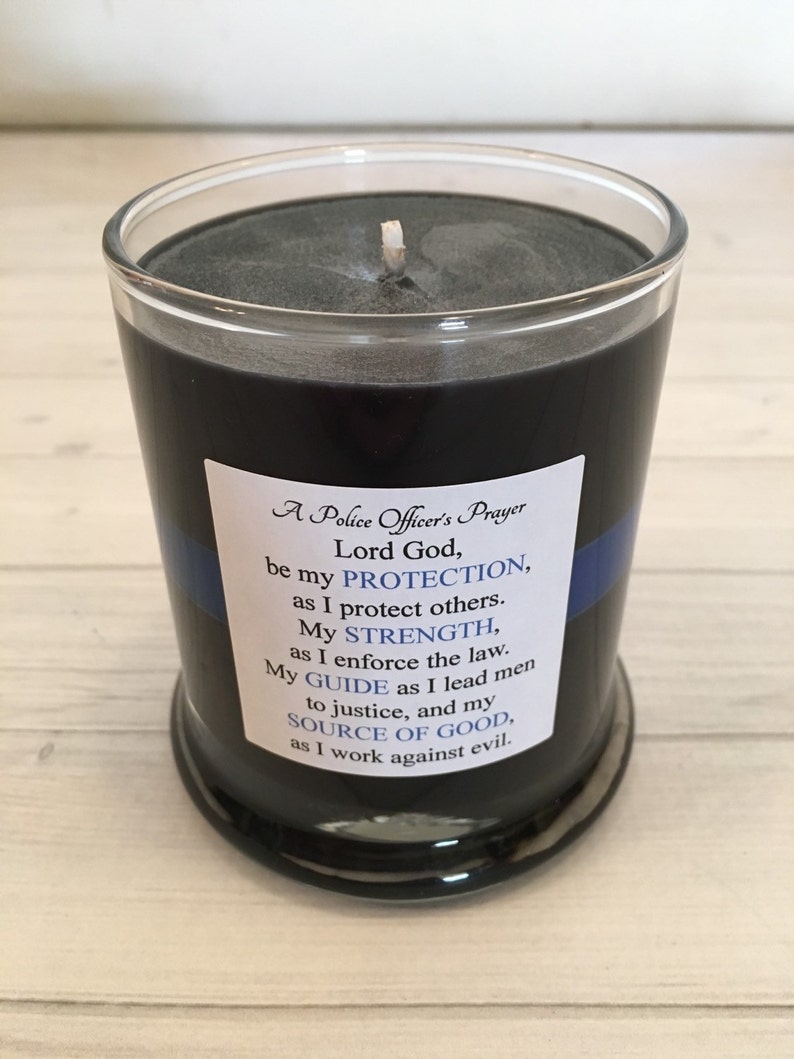 A Police Officer's Prayer
Lord God,
be my PROTECTION,
as I protect others.
My STRENGTH,
as I enforce the law.
My GUIDE as I lead men
to justice, and my
SOURCE OF GOOD,
as I work against evil.